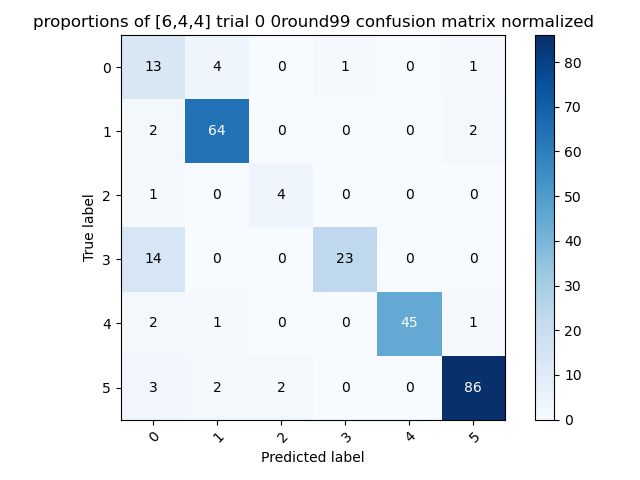 proportions of [6,4,4] trial 0 0round99 confusion matrix normalized
0 13 4 0 1 0 1
1 2 64 0 0 0 2
2 1 0 4 0 0 0
3 14 0 0 23 0 0
4 2 1 0 0 45 1
5 3 2 2 0 0 86
0 1 2 3 4 5
True label
Predicted label
80
70
60
50
40
30
20
10
0